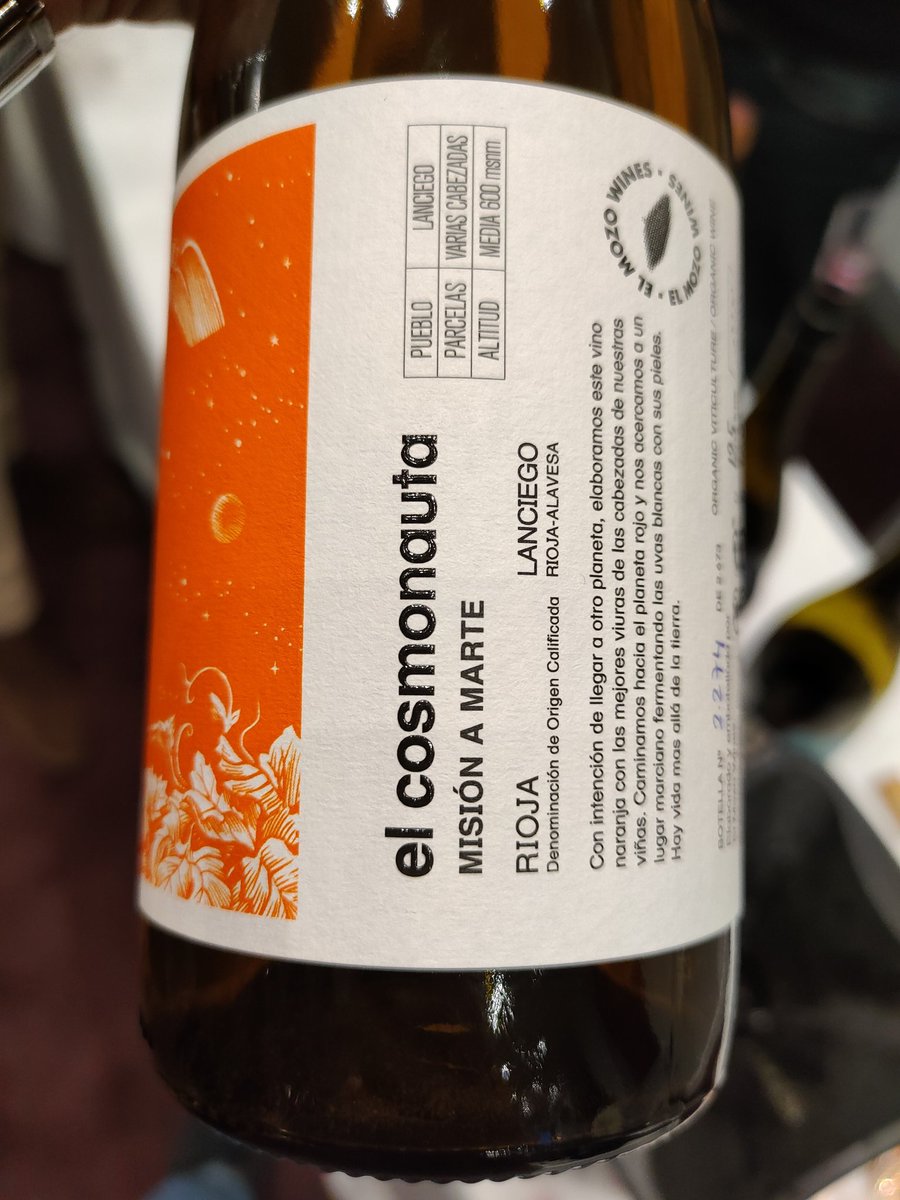 el cosmonauta
MISIÓN A MARTE
PUEBLO LANCIEGO
PARCELAS VARIAS CABEZADAS
ALTITUD MEDIA 600 msnm
RIOJA LANCIEGO
Denominación de Origen Calificada RIOJA-ALAVESA
Con intención de llegar a otro planeta, elaboramos este vino
naranja con las mejores viuras de las cabezadas de nuestras
viñas. Caminamos hacia el planeta rojo y nos acercamos a un
lugar marciano fermentando las uvas blancas con sus pieles.
Hay vida mas allá de la tierra.
EL MOZO WINES · EL MOZO WINES ·
BOTELLA Nº 2.274 DE 2 673 ORGANIC VITICULTURE / ORGANIC WINE